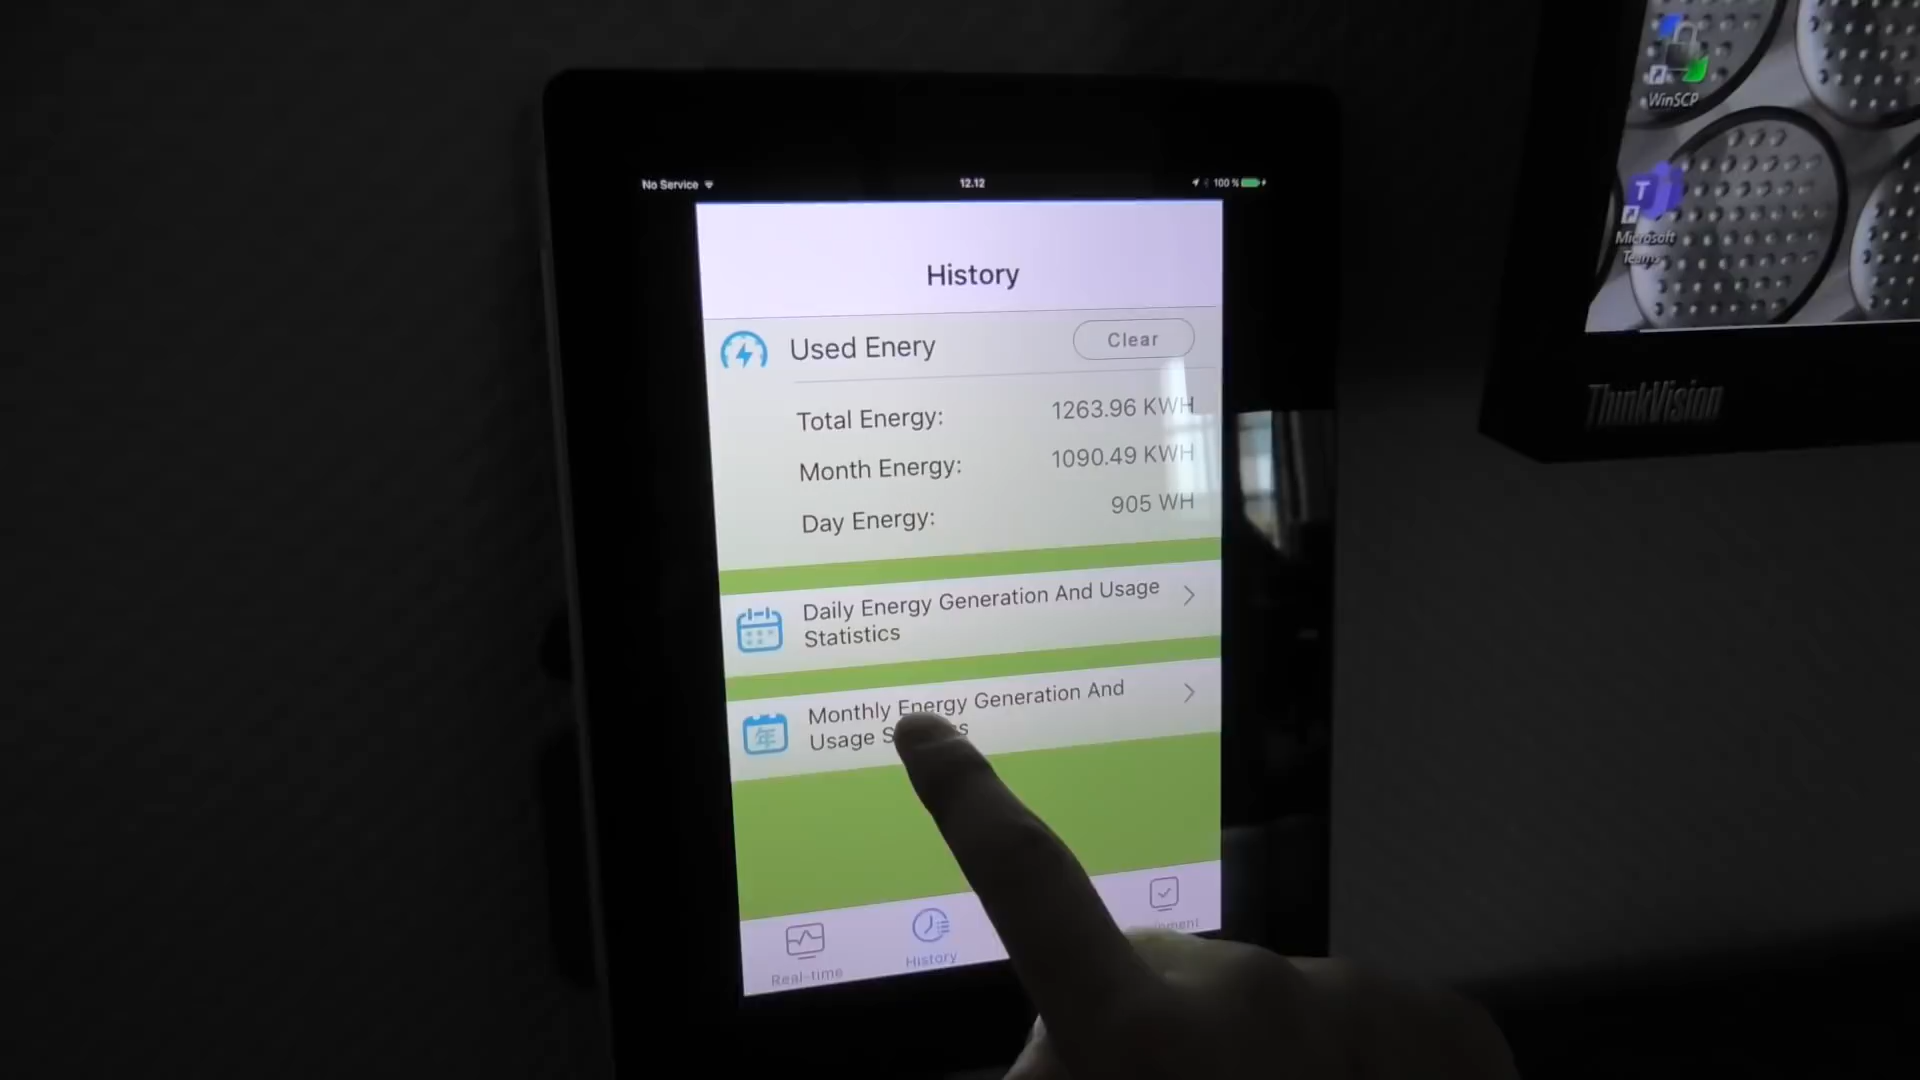 No Service
12.12
100 %
History
Used Enery
Clear
Total Energy:
1263.96 KWH
Month Energy:
1090.49 KWH
Day Energy:
905 WH
Daily Energy Generation And Usage
Statistics
年
Monthly Energy Generation And
Usage
Real-time
History
WinSCP
T
Microsoft
Teams
ThinkVision